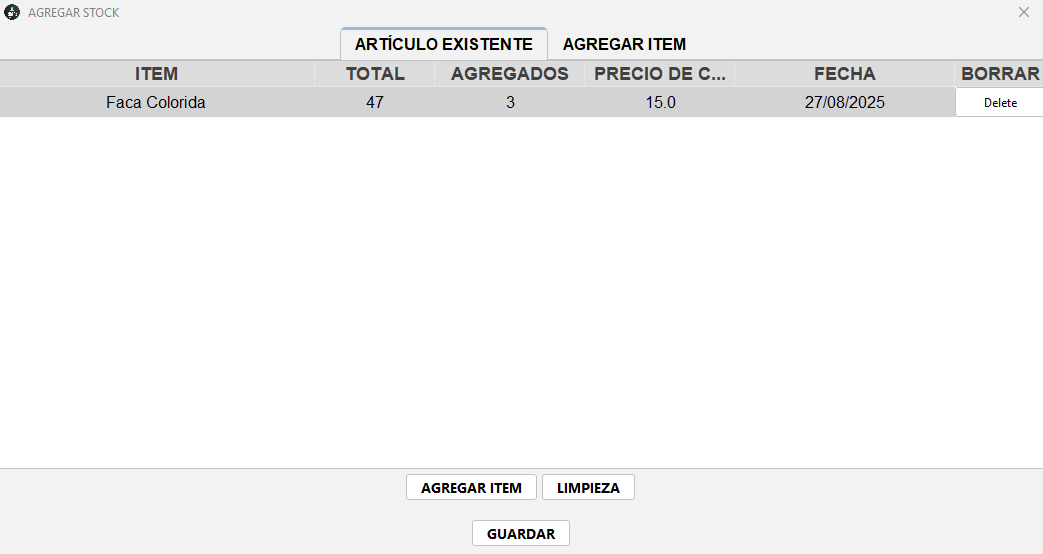 AGREGAR STOCK
ARTÍCULO EXISTENTE AGREGAR ITEM
ITEM TOTAL AGREGADOS PRECIO DE C... FECHA BORRAR
Faca Colorida 47 3 15.0 27/08/2025 Delete
AGREGAR ITEM LIMPIEZA
GUARDAR